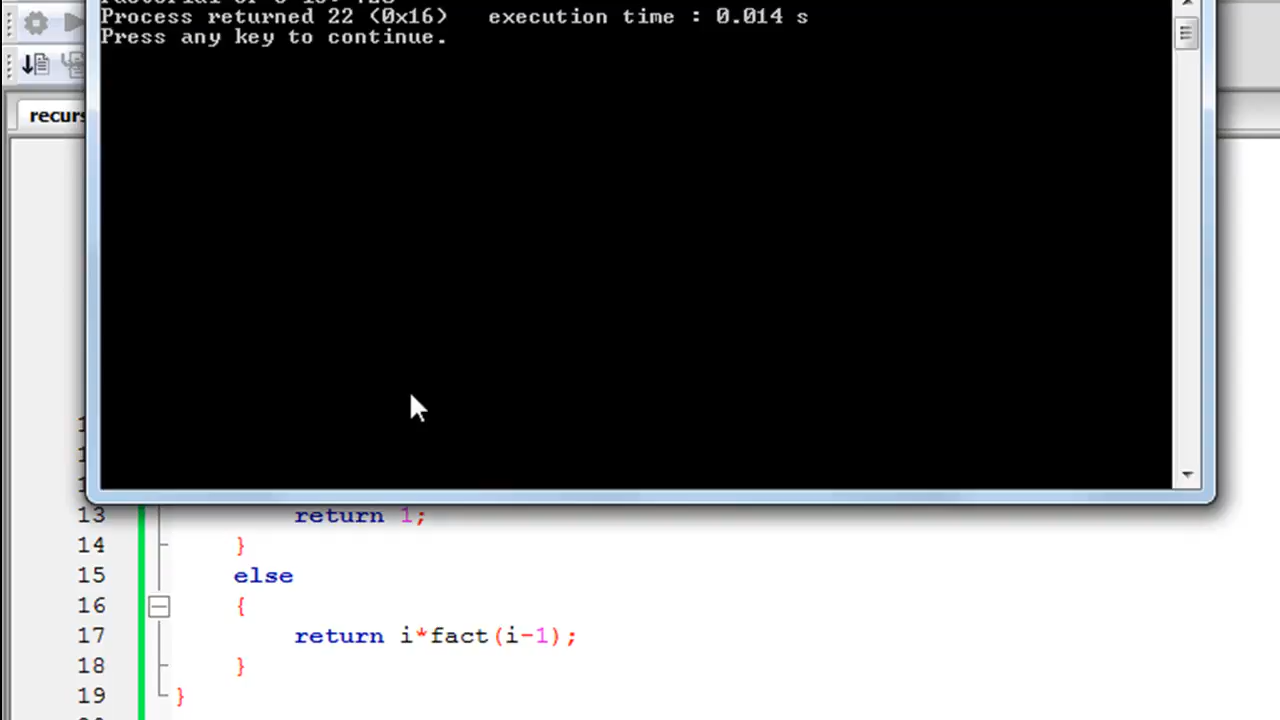 Process returned 22 (0x16)   execution time : 0.014 s
Press any key to continue.
recurs
13 return 1;
14 }
15 else
16 {
17 return i*fact(i-1);
18 }
19 }